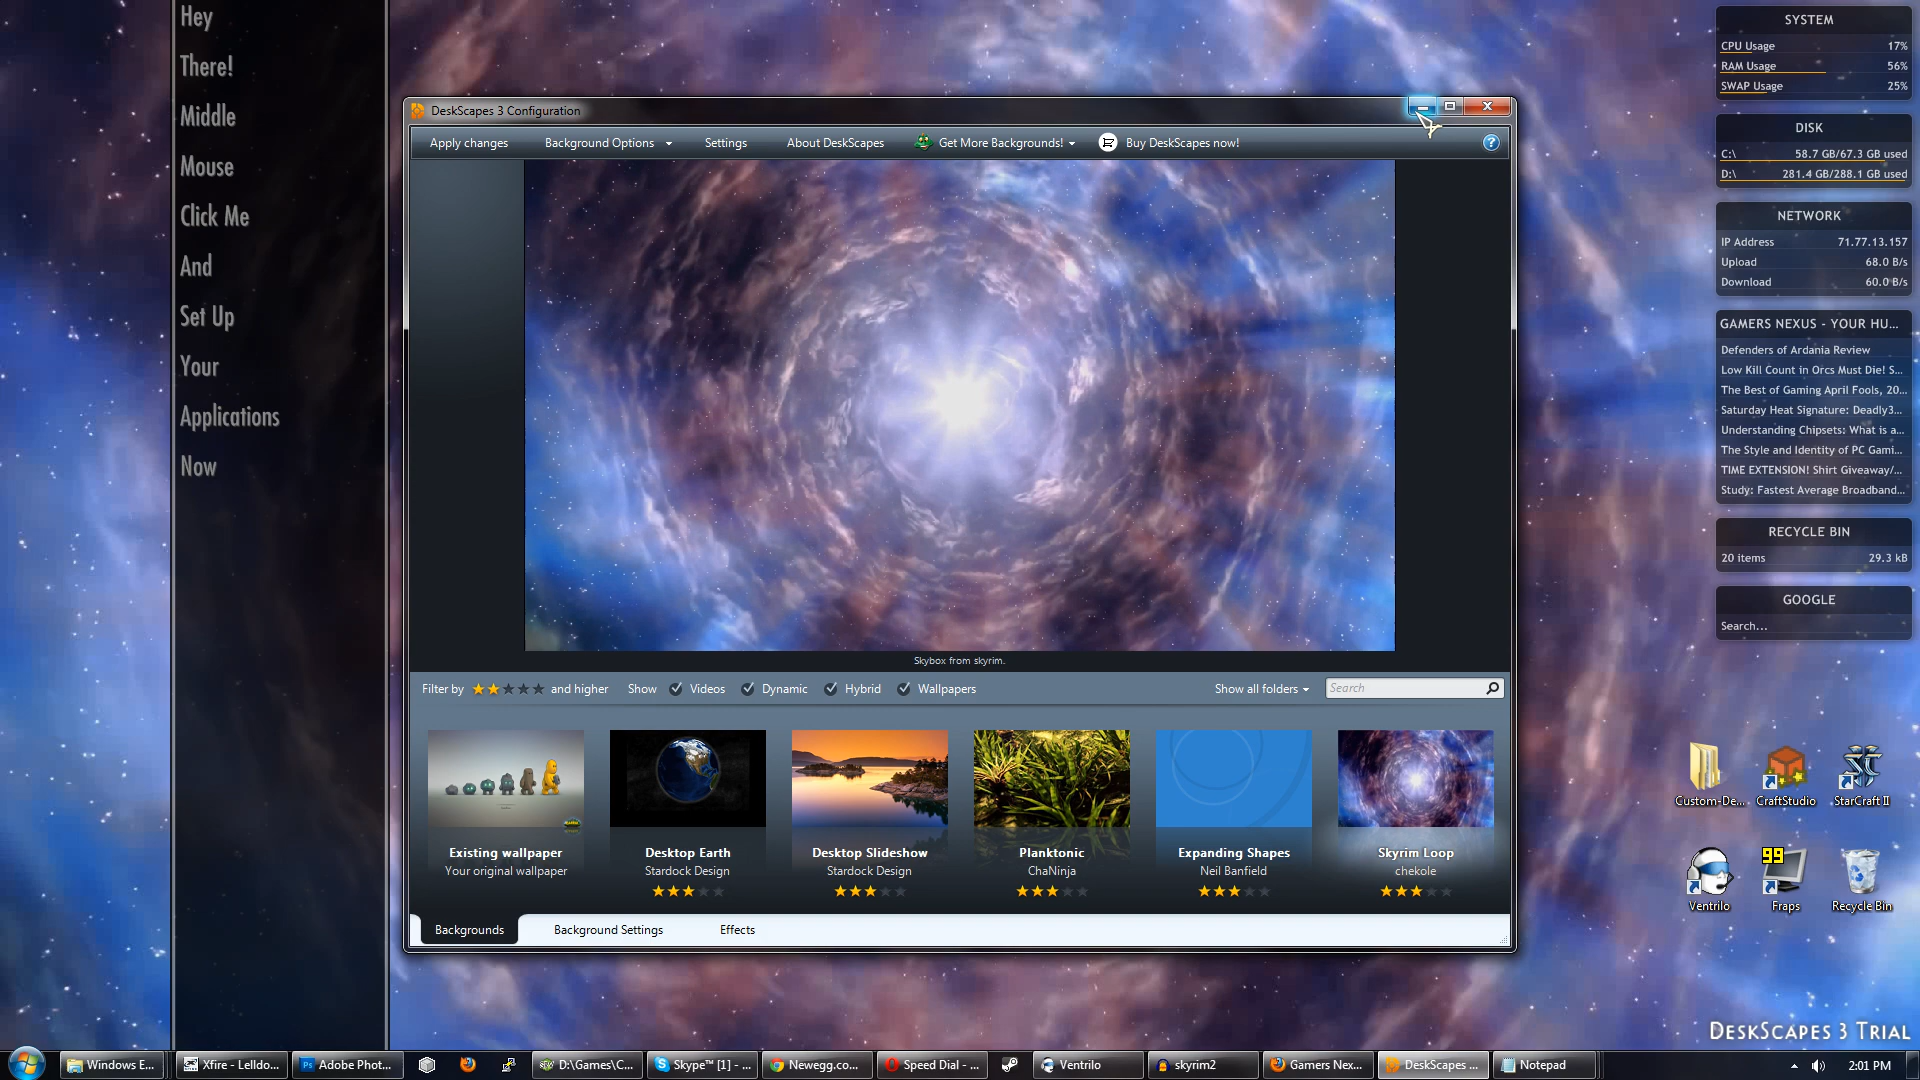 Hey
There!
Middle
Mouse
Click Me
And
Set Up
Your
Applications
Now
DeskScapes 3 Configuration
Apply changes
Background Options
Settings
About DeskScapes
Get More Backgrounds!
Buy DeskScapes now!
?
Skybox from skyrim.
Filter by
and higher
Show
Videos
Dynamic
Hybrid
Wallpapers
Show all folders
Search
Existing wallpaper
Your original wallpaper
Desktop Earth
Stardock Design
Desktop Slideshow
Stardock Design
Planktonic
ChaNinja
Expanding Shapes
Neil Banfield
Skyrim Loop
chekole
Backgrounds
Background Settings
Effects
SYSTEM
CPU Usage 17%
RAM Usage 56%
SWAP Usage 25%
DISK
C:\ 58.7 GB/67.3 GB used
D:\ 281.4 GB/288.1 GB used
NETWORK
IP Address 71.77.13.157
Upload 68.0 B/s
Download 60.0 B/s
GAMERS NEXUS - YOUR HU...
Defenders of Ardania Review
Low Kill Count in Orcs Must Die! S...
The Best of Gaming April Fools, 20...
Saturday Heat Signature: Deadly3...
Understanding Chipsets: What is a...
The Style and Identity of PC Gami...
TIME EXTENSION! Shirt Giveaway/...
Study: Fastest Average Broadband...
RECYCLE BIN
20 items 29.3 kB
GOOGLE
Search...
Custom-De...
CraftStudio
StarCraft II
99
Ventrilo
Fraps
Recycle Bin
DESKSCAPES 3 TRIAL
Windows E...
Xfire - Lelldo...
Ps
Adobe Phot...
D:\Games\C...
Skype™ [1] - ...
Newegg.co...
Speed Dial - ...
Ventrilo
skyrim2
Gamers Nex...
DeskScapes ...
Notepad
2:01 PM